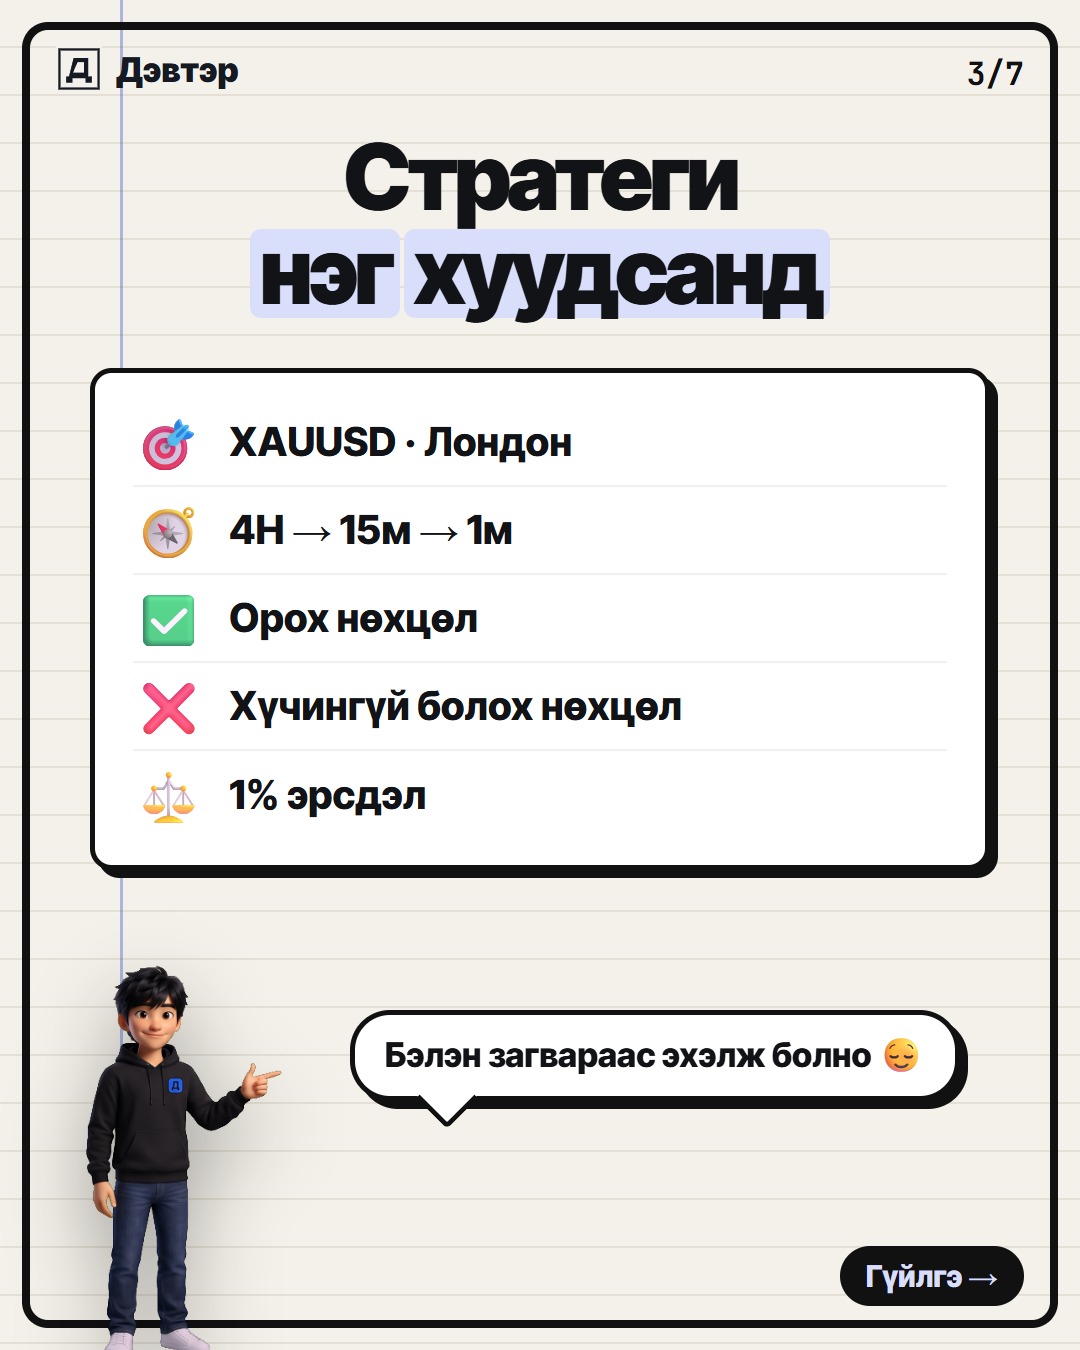 Д Дэвтэр
3/7
Стратеги
нэг хуудсанд
XAUUSD · Лондон
4H → 15м → 1м
Орох нөхцөл
Хүчингүй болох нөхцөл
1% эрсдэл
Бэлэн загвараас эхэлж болно 😌
Д
Гүйлгэ →